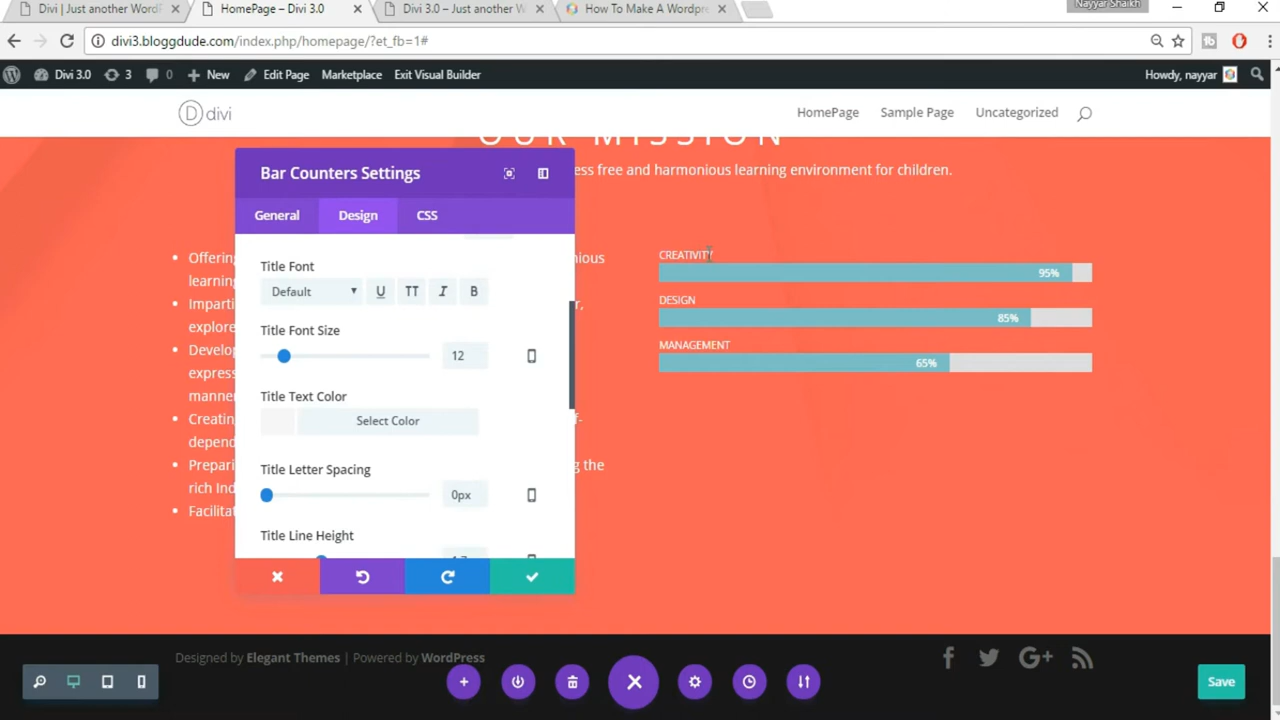 Divi | Just another WordP
HomePage – Divi 3.0
Divi 3.0 – Just another W
How To Make A Wordpre
Nayyar Shaikh
divi3.bloggdude.com/index.php/homepage/?et_fb=1#
Divi 3.0
3
0
New
Edit Page
Marketplace
Exit Visual Builder
Howdy, nayyar
D divi
HomePage
Sample Page
Uncategorized
OUR MISSION
ess free and harmonious learning environment for children.
Bar Counters Settings
General
Design
CSS
Title Font
Default
U
TT
I
B
Title Font Size
12
Title Text Color
Select Color
Title Letter Spacing
0px
Title Line Height
Offerin
ious
learning
Impartin
r,
explore
Develop
express
manner
Creatin
f-
depend
Prepari
ng the
rich Ind
Facilitat
CREATIVITY
95%
DESIGN
85%
MANAGEMENT
65%
Designed by Elegant Themes | Powered by WordPress
Save